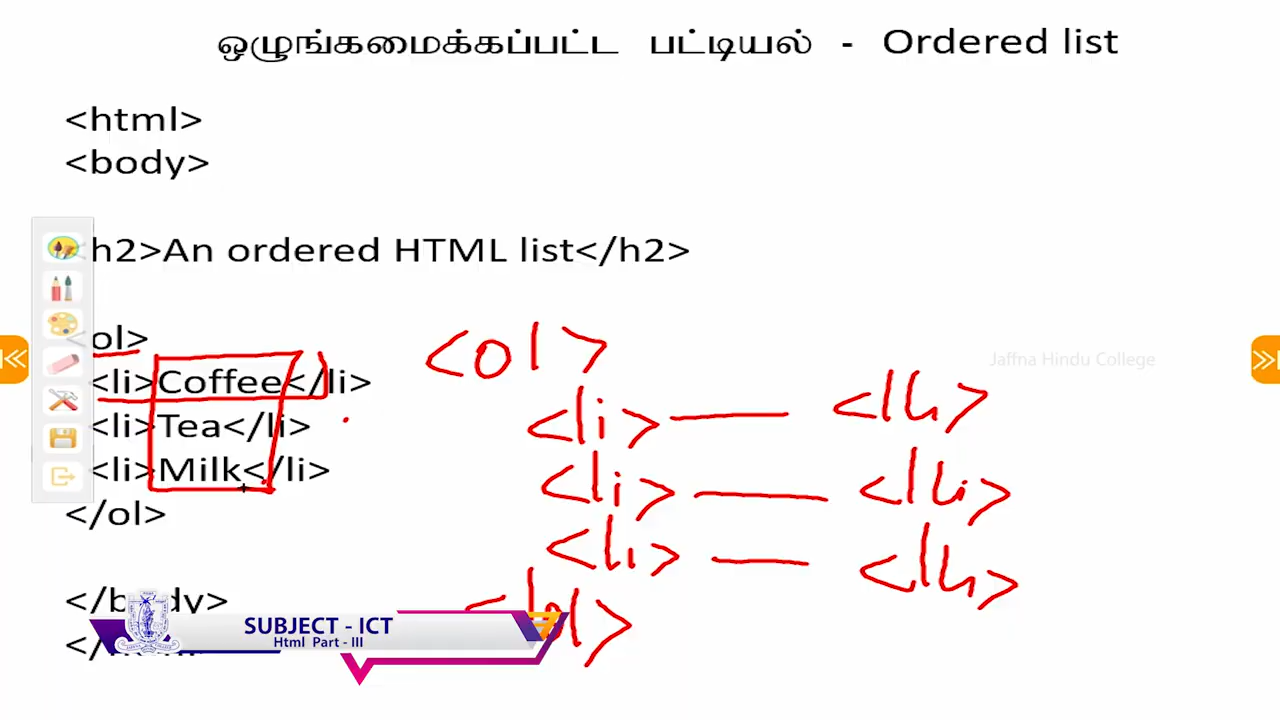 ஒழுங்கமைக்கப்பட்ட பட்டியல் - Ordered list
<html>
<body>
h2>An ordered HTML list</h2>
<ol>
<li>Coffee</li>
<li>Tea</li>
<li>Milk</li>
</ol>
<ol>
<li> </li>
<li> </li>
<li> </li>
</ol>
Jaffna Hindu College
</body>
SUBJECT - ICT
Html Part - III